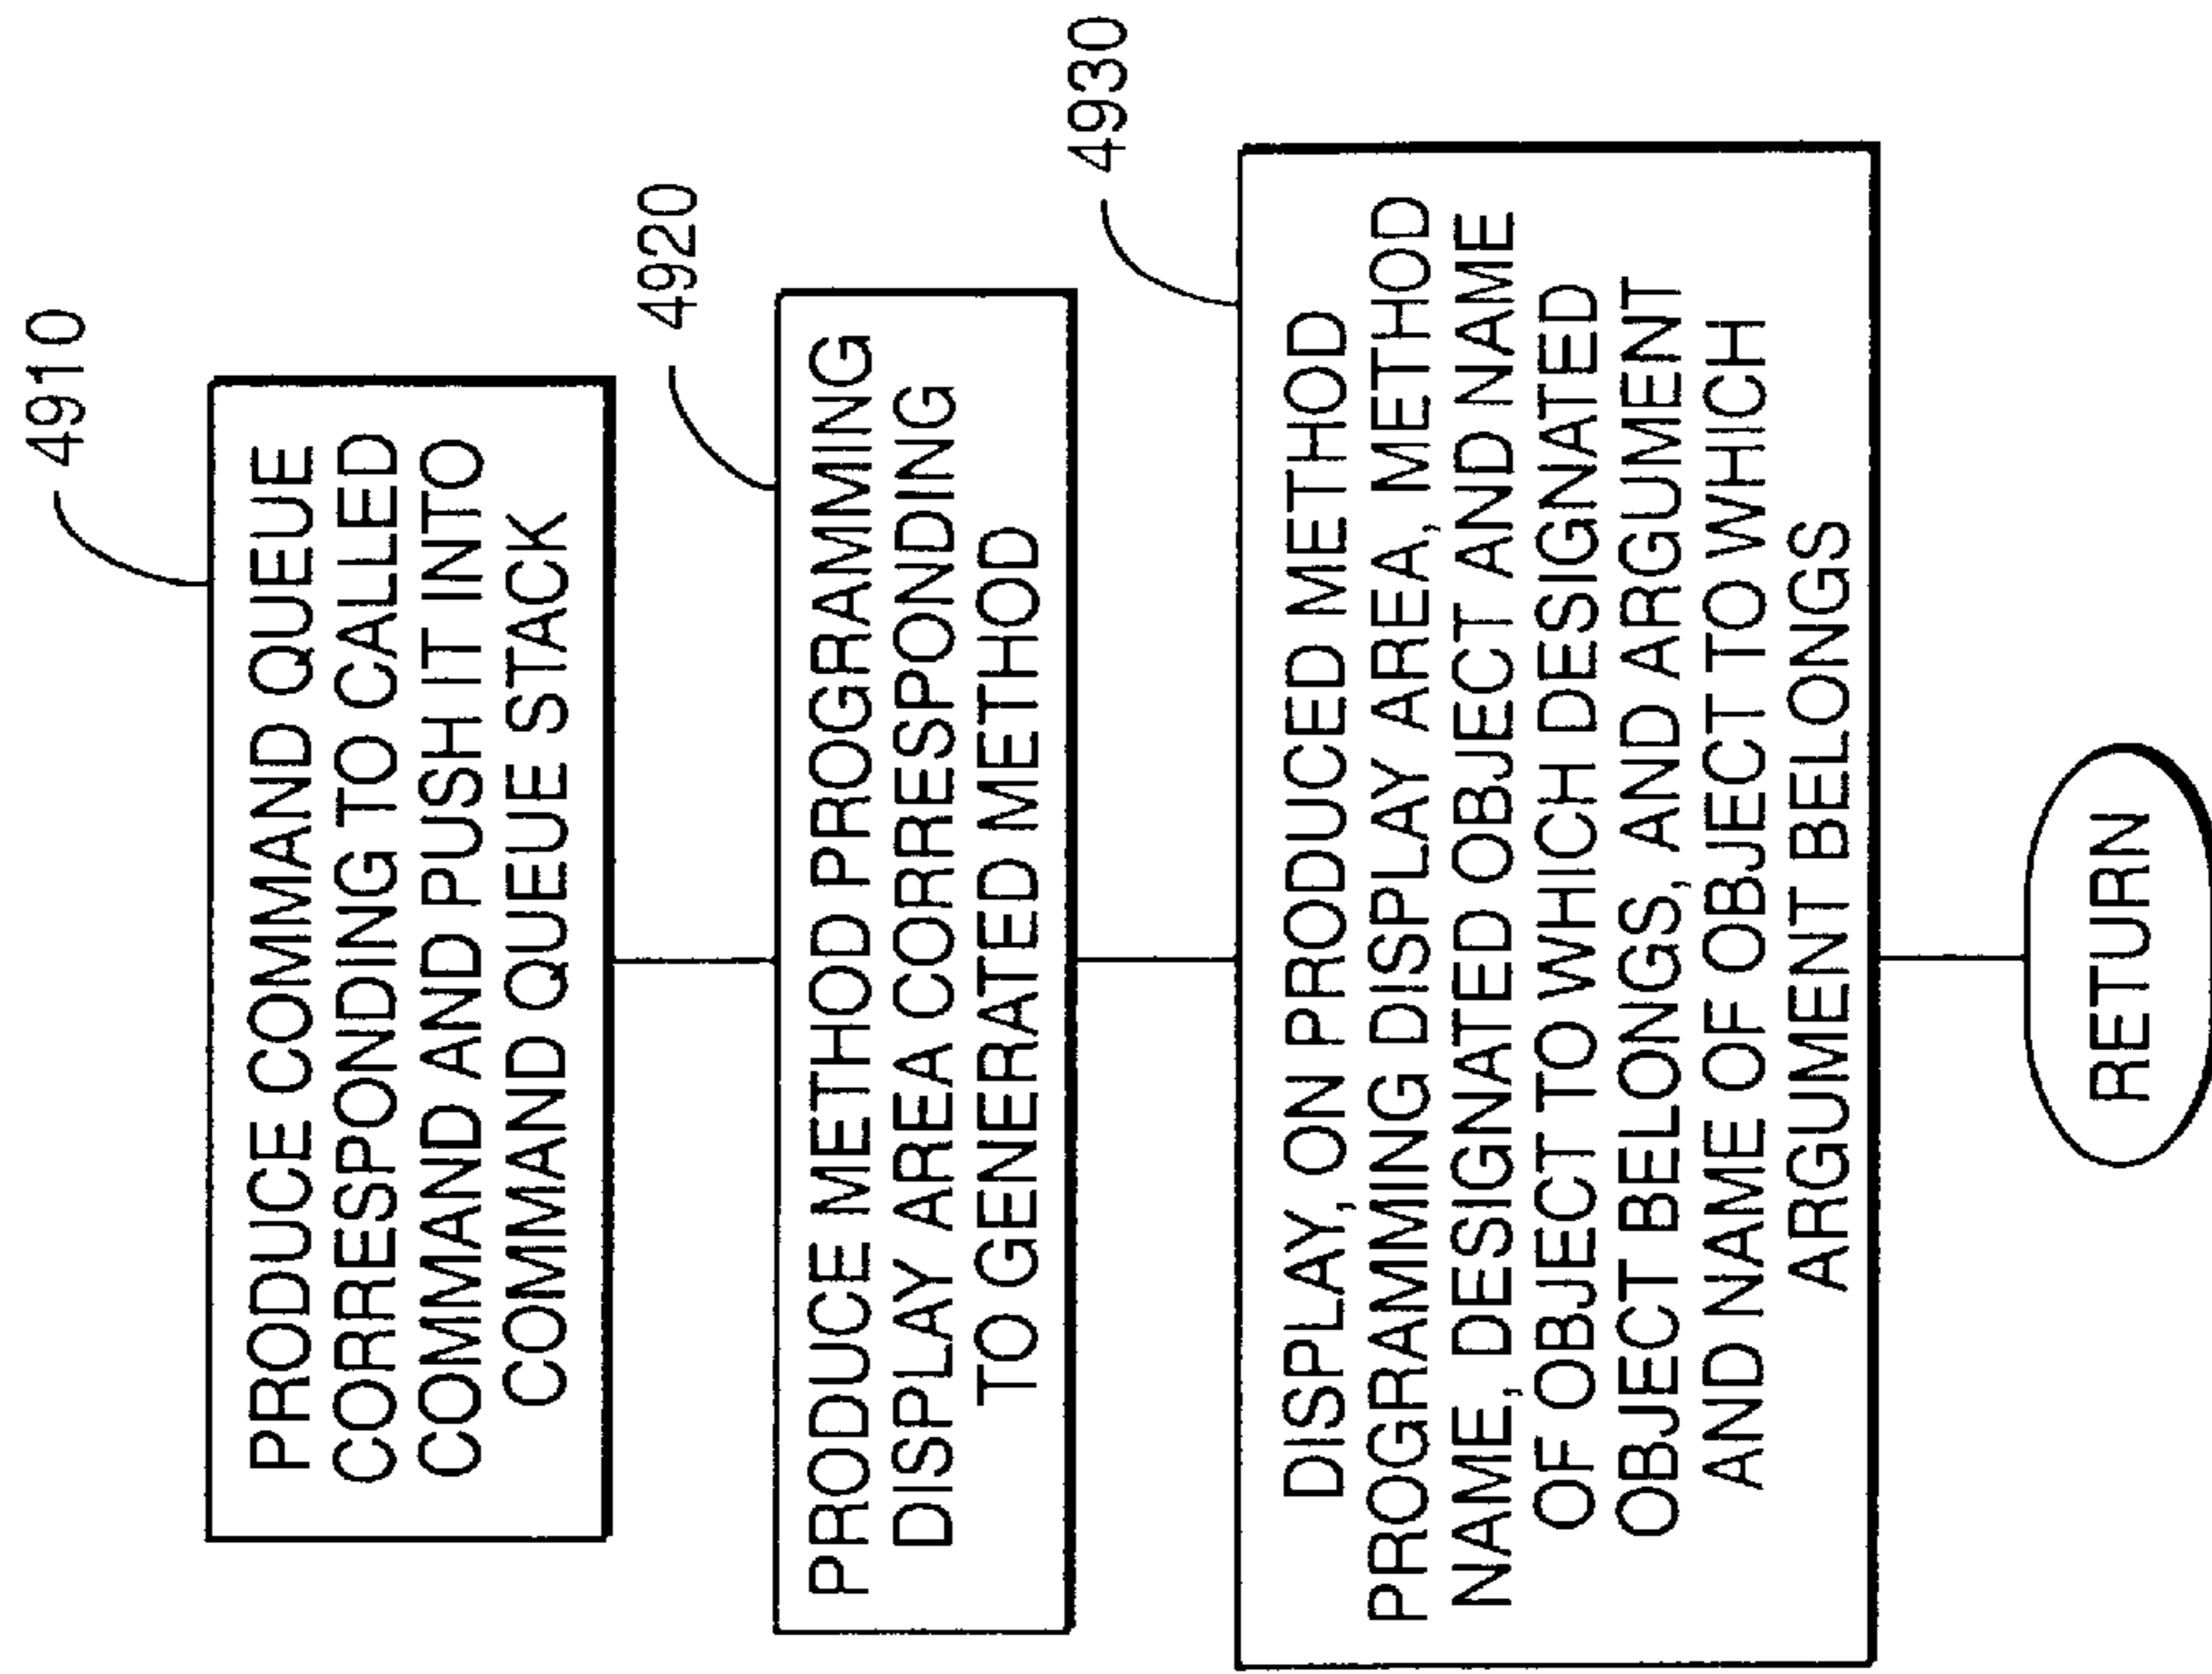 4910
PRODUCE COMMAND QUEUE
CORRESPONDING TO CALLED
COMMAND AND PUSH IT INTO
COMMAND QUEUE STACK
4920
PRODUCE METHOD PROGRAMMING
DISPLAY AREA CORRESPONDING
TO GENERATED METHOD
4930
DISPLAY, ON PRODUCED METHOD
PROGRAMMING DISPLAY AREA, METHOD
NAME, DESIGNATED OBJECT AND NAME
OF OBJECT TO WHICH DESIGNATED
OBJECT BELONGS, AND ARGUMENT
AND NAME OF OBJECT TO WHICH
ARGUMENT BELONGS
RETURN